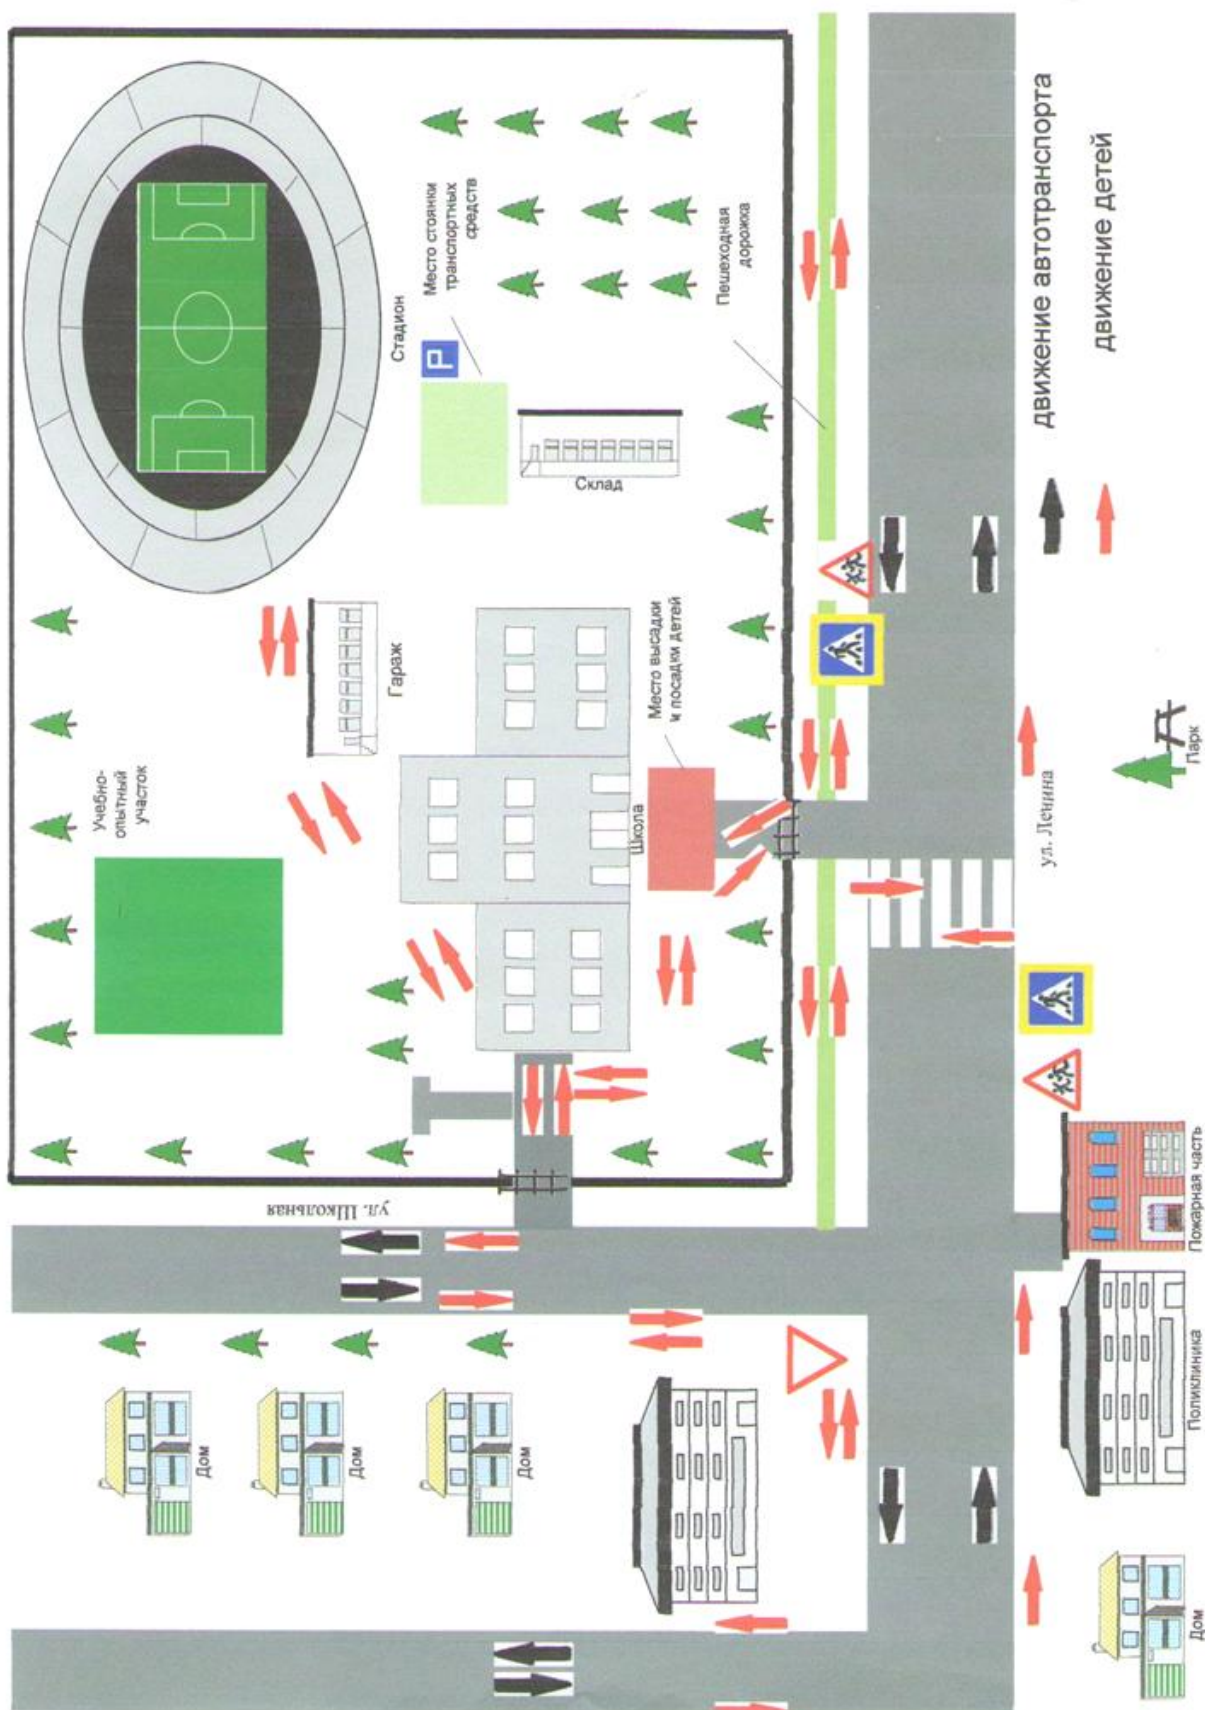 Стадион
Место стоянки
транспортных
средств
P
Склад
Пешеходная
дорожка
Учебно-
опытный
участок
Гараж
Школа
Место высадки
и посадки детей
ул. Школьная
ул. Ленина
Парк
Дом
Дом
Дом
Пожарная часть
Поликлиника
Дом
движение автотранспорта
движение детей